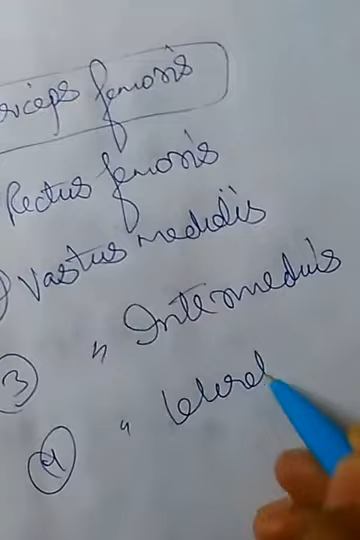 riceps femoris
Rectus femoris
) Vastus medialis
3 " Intermedius
4 " lateral